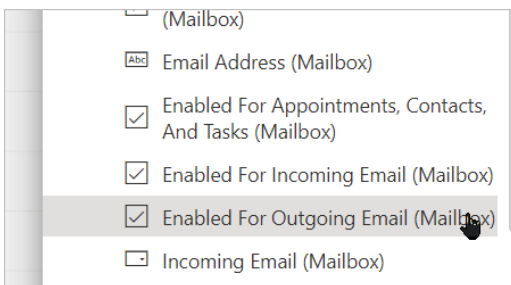 (Mailbox)
Abc Email Address (Mailbox)
Enabled For Appointments, Contacts,
And Tasks (Mailbox)
Enabled For Incoming Email (Mailbox)
Enabled For Outgoing Email (Mailbox)
Incoming Email (Mailbox)